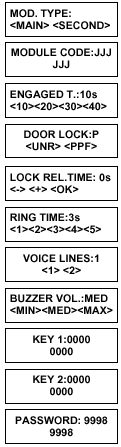 MOD. TYPE:
<MAIN> <SECOND>
MODULE CODE:JJJ
JJJ
ENGAGED T.:10s
<10><20><30><40>
DOOR LOCK:P
<UNR> <PPF>
LOCK REL.TIME: 0s
<-> <+> <OK>
RING TIME:3s
<1><2><3><4><5>
VOICE LINES:1
<1> <2>
BUZZER VOL.:MED
<MIN><MED><MAX>
KEY 1:0000
0000
KEY 2:0000
0000
PASSWORD: 9998
9998